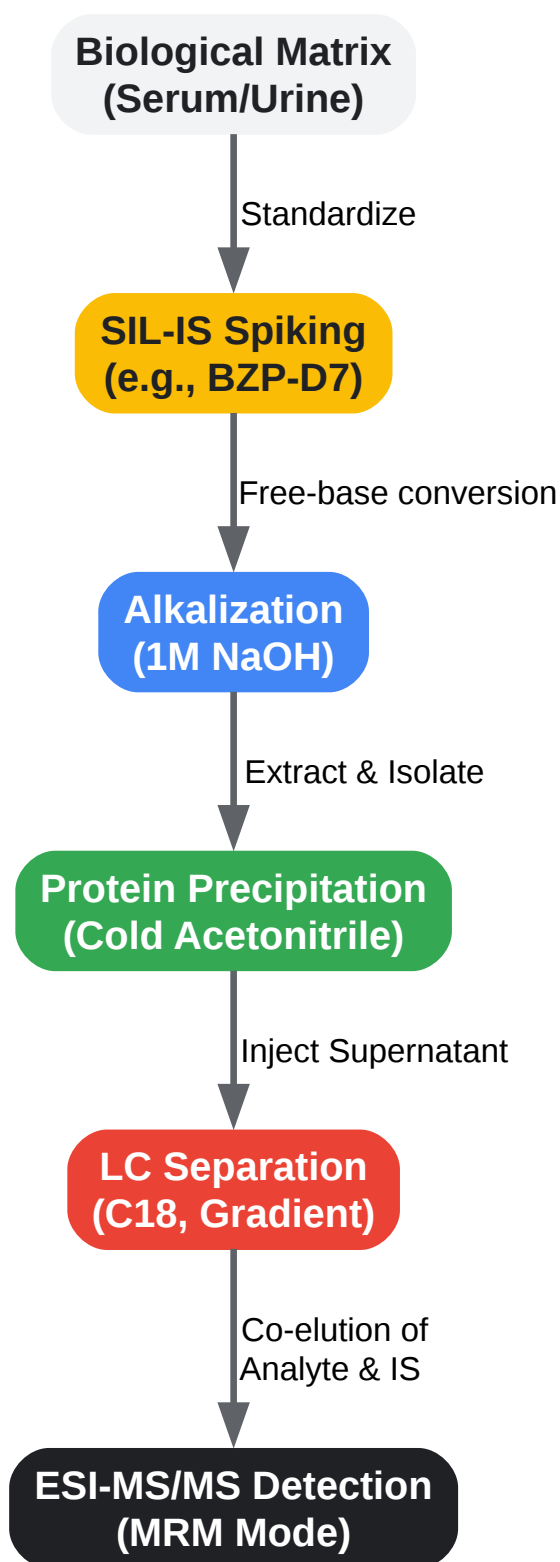 Biological Matrix
(Serum/Urine)
Standardize
SIL-IS Spiking
(e.g., BZP-D7)
Free-base conversion
Alkalization
(1M NaOH)
Extract & Isolate
Protein Precipitation
(Cold Acetonitrile)
Inject Supernatant
LC Separation
(C18, Gradient)
Co-elution of
Analyte & IS
ESI-MS/MS Detection
(MRM Mode)